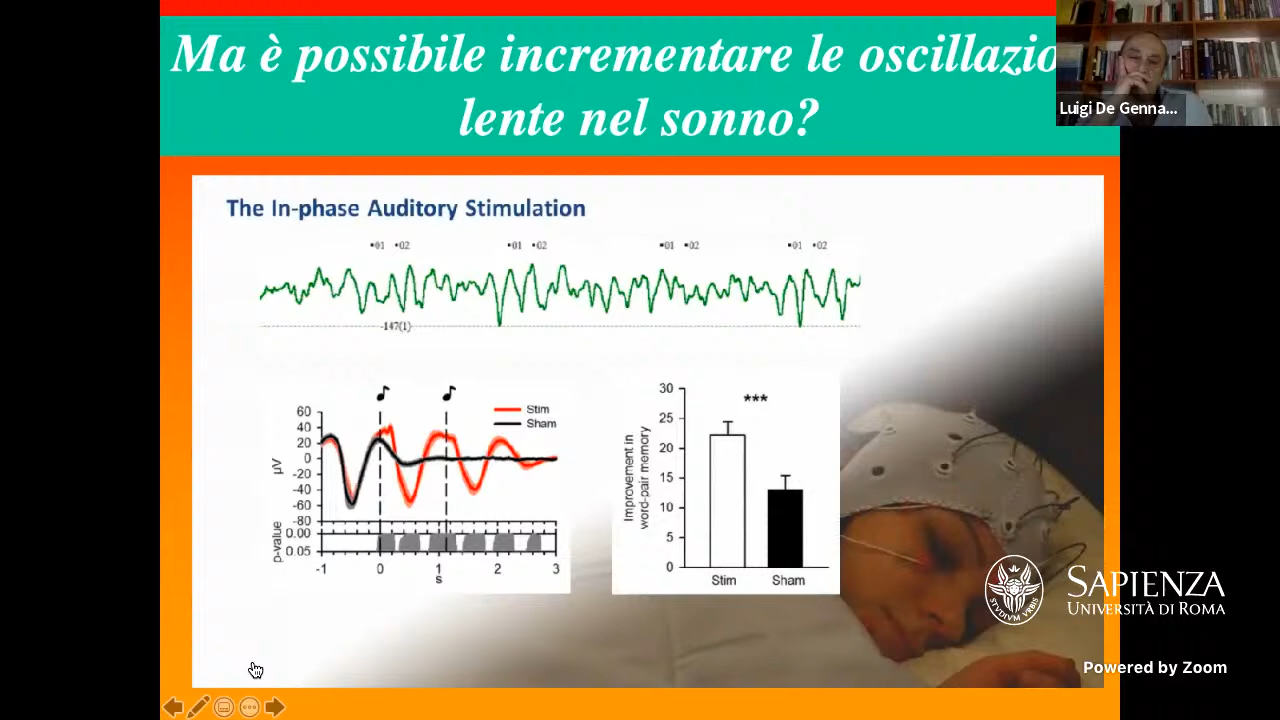 Ma è possibile incrementare le oscillazio
lente nel sonno?
Luigi De Genna...
The In-phase Auditory Stimulation
•01 •02 •01 •02 •01 •02 •01 •02
-147(1)
Stim
Sham
60
40
20
0
-20
-40
-60
-80
µV
0.00
0.05
p-value
-1 0 1 2 3
s
30
25
20
15
10
5
0
***
Improvement in
word-pair memory
Stim Sham
STVDIVM VRBIS
SAPIENZA
UNIVERSITÀ DI ROMA
Powered by Zoom